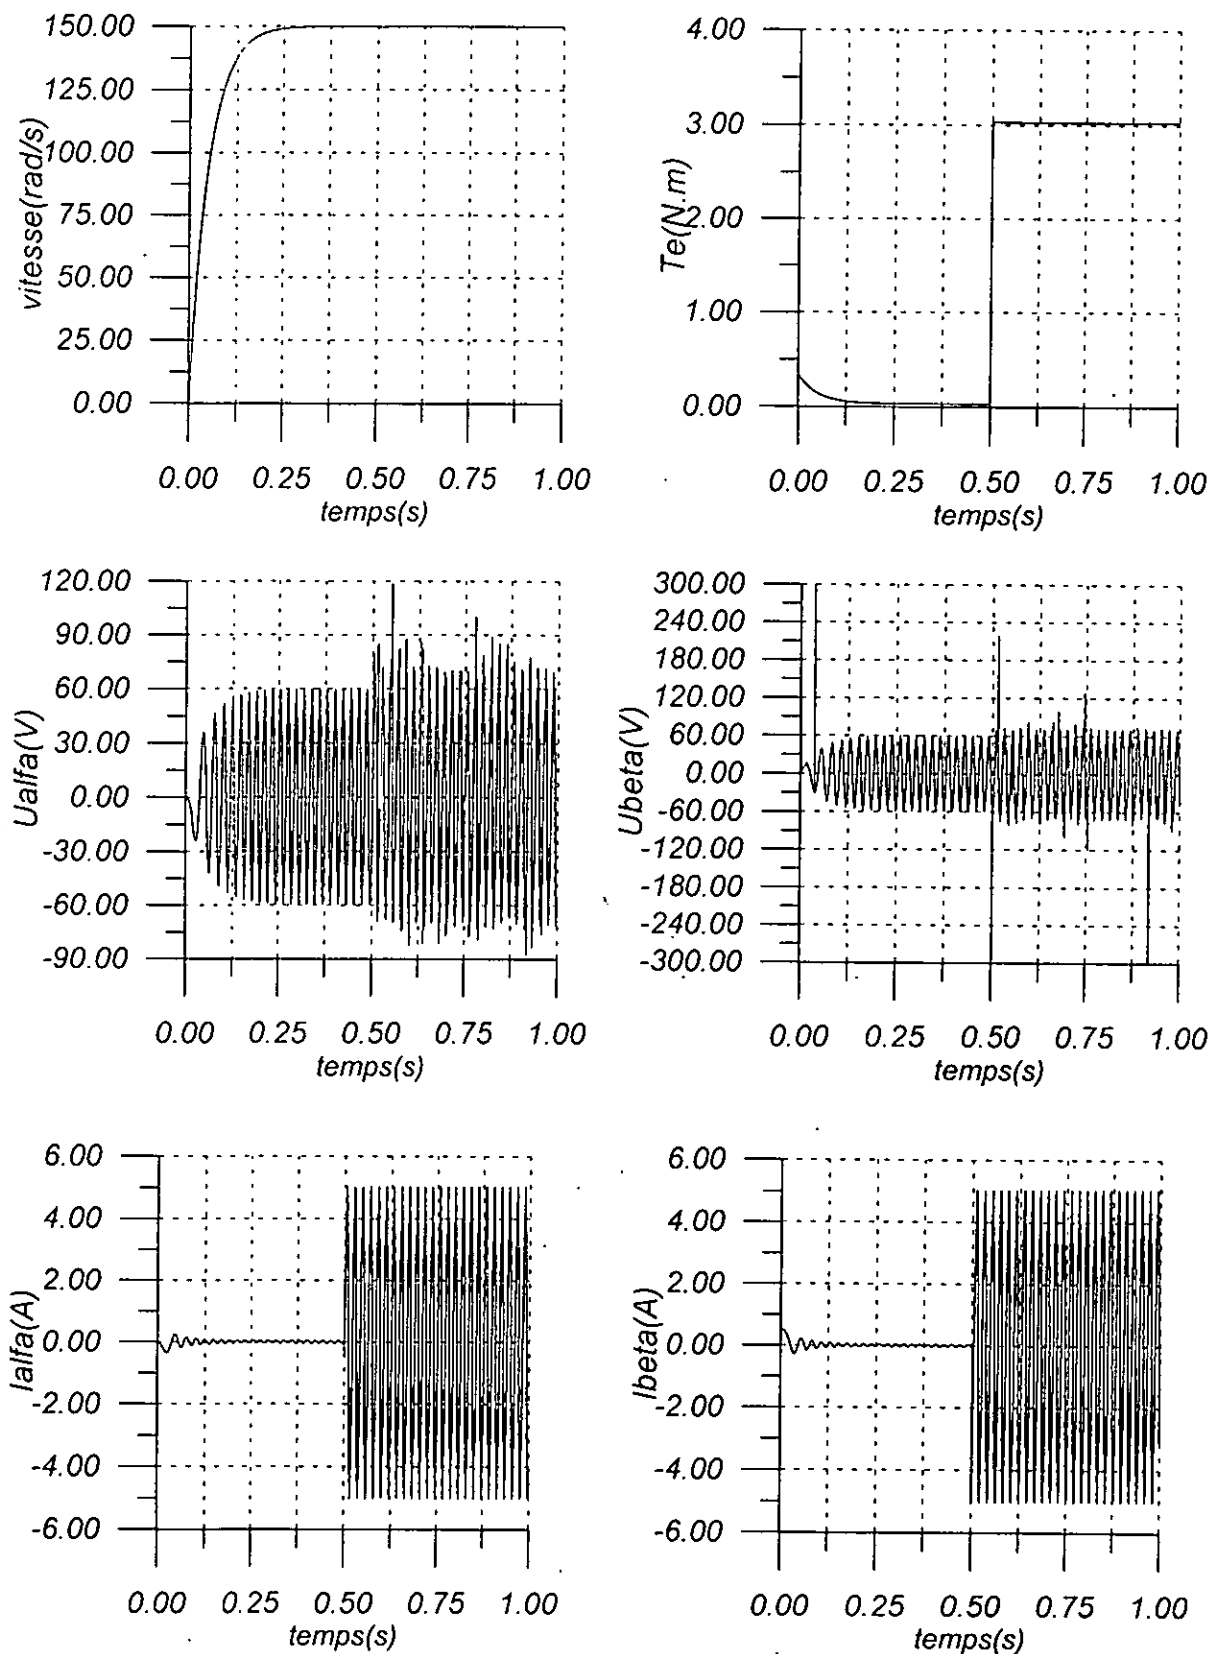 150.00
125.00
100.00
75.00
50.00
25.00
0.00
vitesse(rad/s)
0.00 0.25 0.50 0.75 1.00
temps(s)
4.00
3.00
2.00
1.00
0.00
Te(N.m)
0.00 0.25 0.50 0.75 1.00
temps(s)
120.00
90.00
60.00
30.00
0.00
-30.00
-60.00
-90.00
Ualfa(V)
0.00 0.25 0.50 0.75 1.00
temps(s)
300.00
240.00
180.00
120.00
60.00
0.00
-60.00
-120.00
-180.00
-240.00
-300.00
Ubeta(V)
0.00 0.25 0.50 0.75 1.00
temps(s)
6.00
4.00
2.00
0.00
-2.00
-4.00
-6.00
Ialfa(A)
0.00 0.25 0.50 0.75 1.00
temps(s)
6.00
4.00
2.00
0.00
-2.00
-4.00
-6.00
Ibeta(A)
0.00 0.25 0.50 0.75 1.00
temps(s)